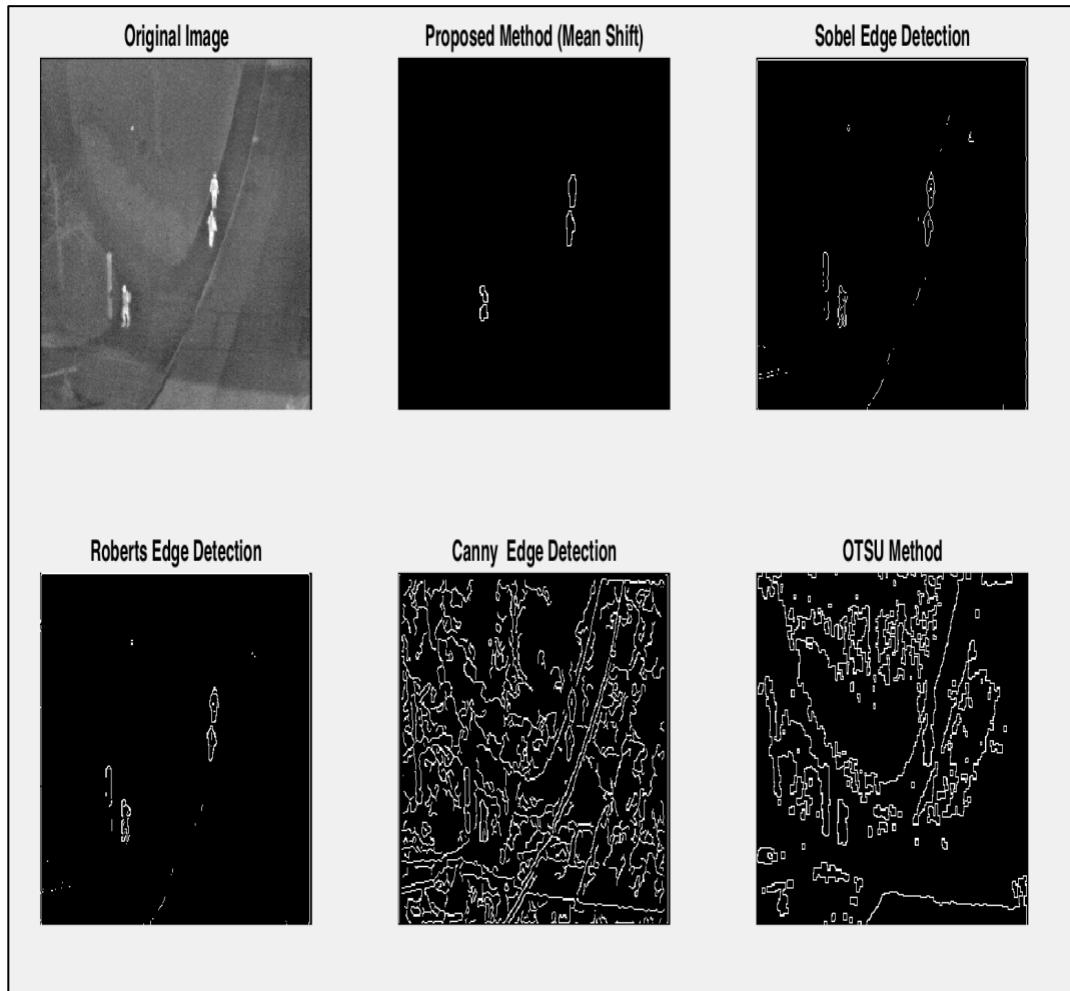 Original Image
Proposed Method (Mean Shift)
Sobel Edge Detection
Roberts Edge Detection
Canny  Edge Detection
OTSU Method